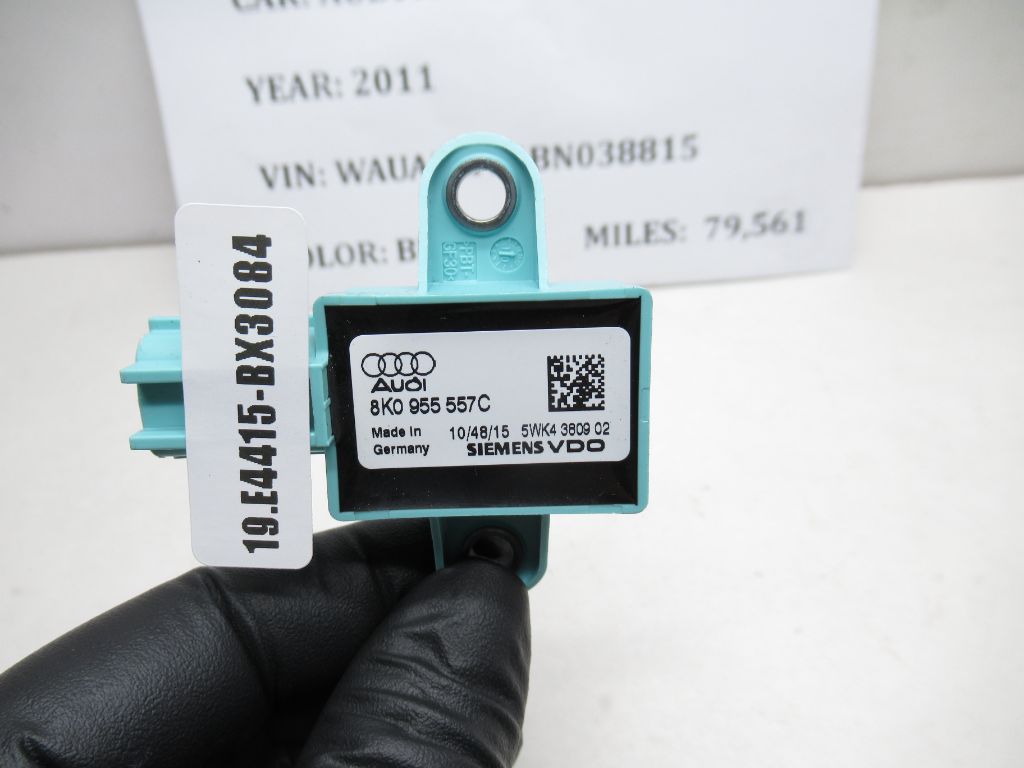 YEAR: 2011
VIN: WAUA BN038815
OLOR: B MILES: 79,561
19.E4415-BX3084
AUDI
8K0 955 557C
Made in Germany
10/48/15 5WK4 3809 02
SIEMENS VDO